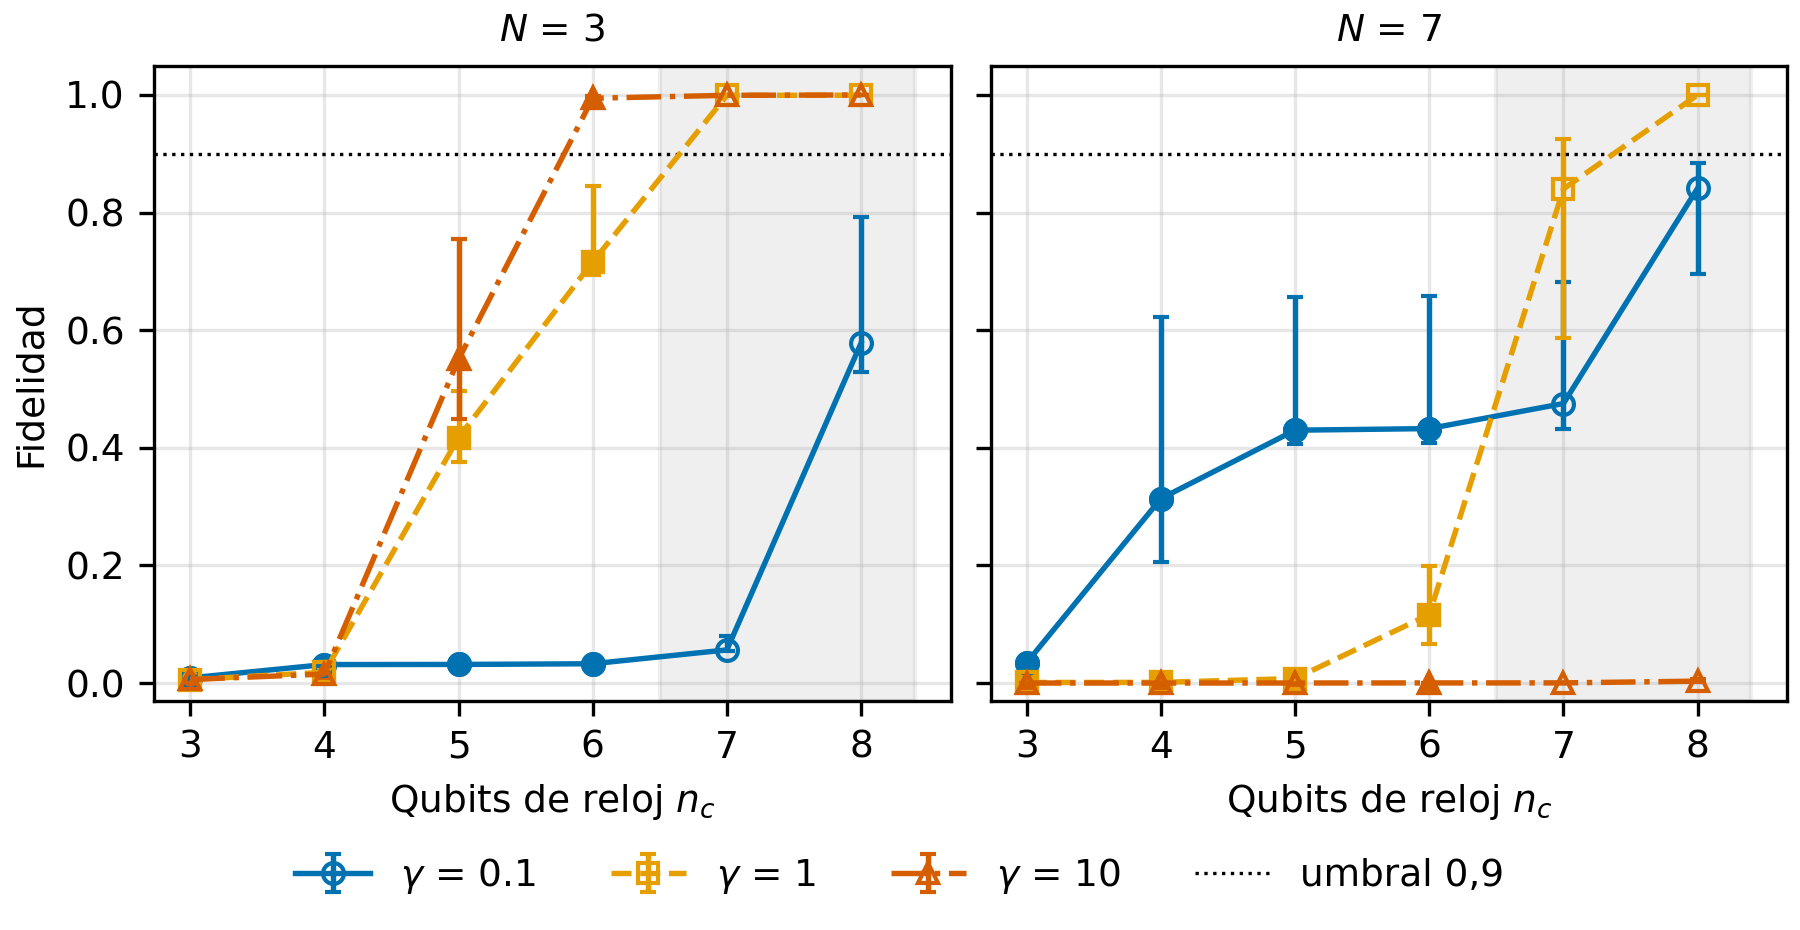 N = 3
N = 7
Fidelidad
1.0
0.8
0.6
0.4
0.2
0.0
3 4 5 6 7 8
3 4 5 6 7 8
Qubits de reloj n_c
Qubits de reloj n_c
γ = 0.1
γ = 1
γ = 10
umbral 0,9